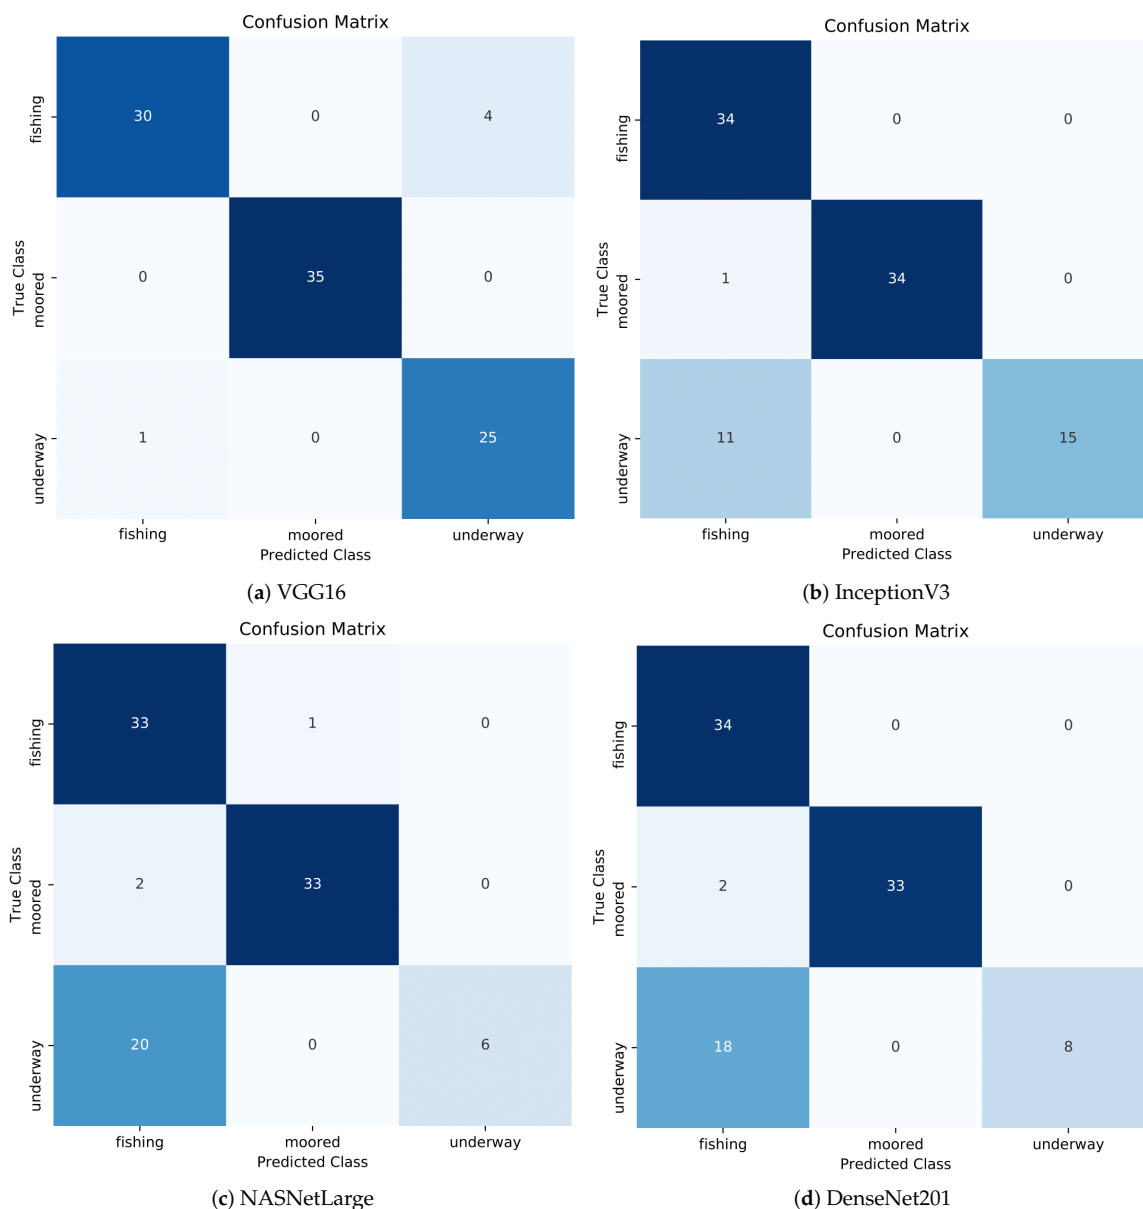 Confusion Matrix
fishing 30 0 4
True Class
moored 0 35 0
underway 1 0 25
fishing moored underway
Predicted Class
(a) VGG16
Confusion Matrix
fishing 34 0 0
True Class
moored 1 34 0
underway 11 0 15
fishing moored underway
Predicted Class
(b) InceptionV3
Confusion Matrix
fishing 33 1 0
True Class
moored 2 33 0
underway 20 0 6
fishing moored underway
Predicted Class
(c) NASNetLarge
Confusion Matrix
fishing 34 0 0
True Class
moored 2 33 0
underway 18 0 8
fishing moored underway
Predicted Class
(d) DenseNet201